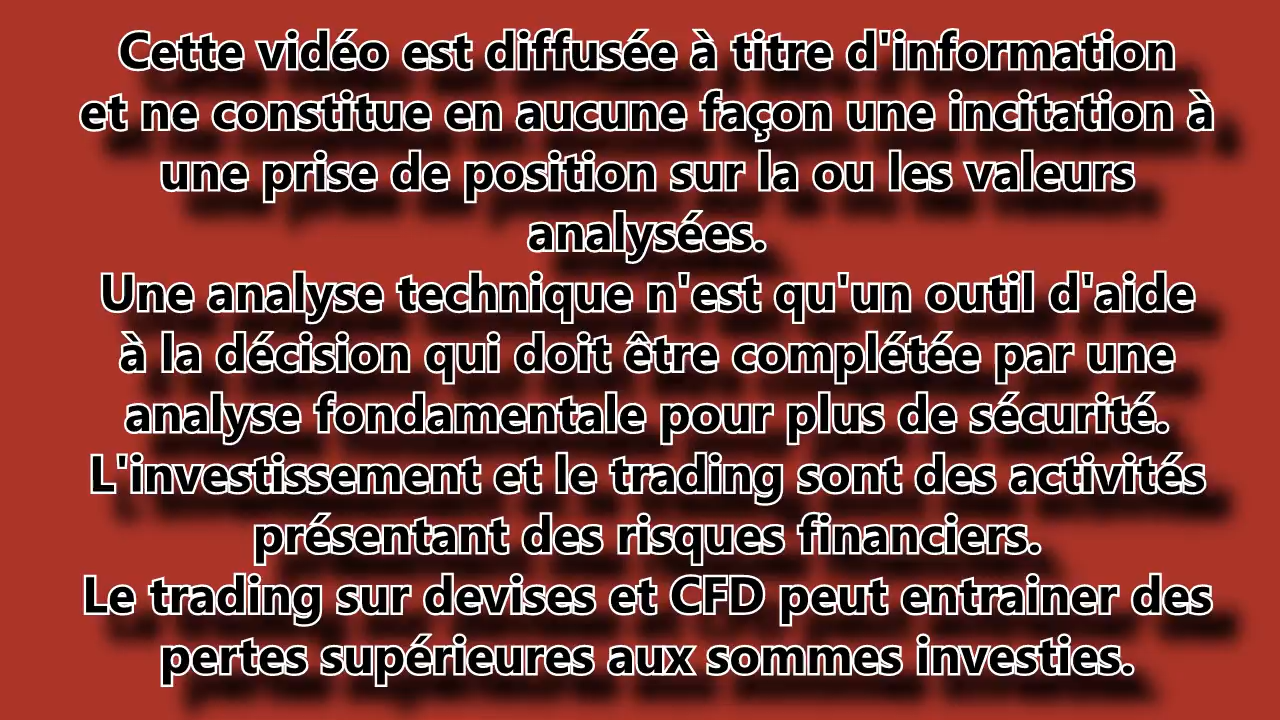 Cette vidéo est diffusée à titre d'information
et ne constitue en aucune façon une incitation à
une prise de position sur la ou les valeurs
analysées.
Une analyse technique n'est qu'un outil d'aide
à la décision qui doit être complétée par une
analyse fondamentale pour plus de sécurité.
L'investissement et le trading sont des activités
présentant des risques financiers.
Le trading sur devises et CFD peut entrainer des
pertes supérieures aux sommes investies.